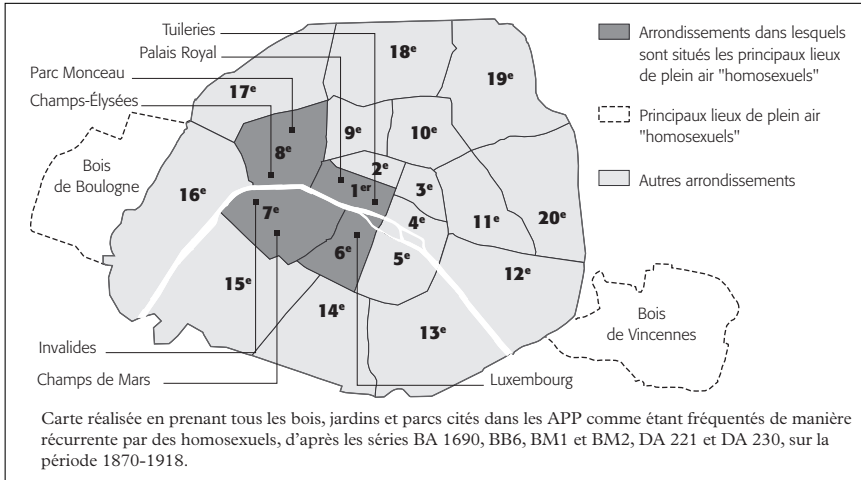 Tuileries
Palais Royal
Parc Monceau
Champs-Élysées
Bois
de Boulogne
17e
18e
19e
8e
9e
10e
2e
16e
1er
3e
7e
4e
11e
20e
6e
5e
12e
15e
14e
13e
Bois
de Vincennes
Invalides
Champs de Mars
Luxembourg
Arrondissements dans lesquels
sont situés les principaux lieux
de plein air "homosexuels"
Principaux lieux de plein air
"homosexuels"
Autres arrondissements
Carte réalisée en prenant tous les bois, jardins et parcs cités dans les APP comme étant fréquentés de manière
récurrente par des homosexuels, d'après les séries BA 1690, BB6, BM1 et BM2, DA 221 et DA 230, sur la
période 1870-1918.